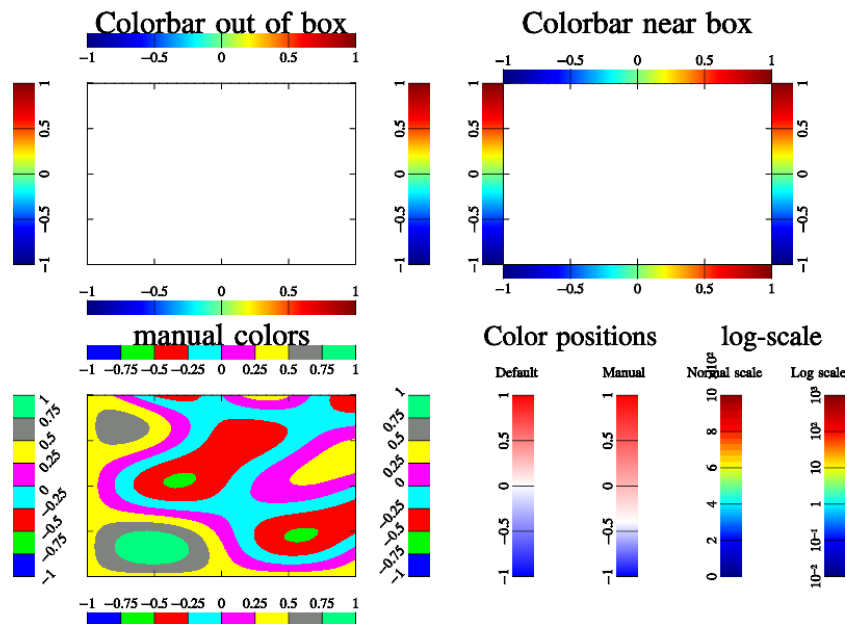 Colorbar out of box
−1 −0.5 0 0.5 1
−1 −0.5 0 0.5 1
−1 −0.5 0 0.5 1
−1 −0.5 0 0.5 1
Colorbar near box
−1 −0.5 0 0.5 1
−1 −0.5 0 0.5 1
−1 −0.5 0 0.5 1
−1 −0.5 0 0.5 1
manual colors
−1 −0.75 −0.5 −0.25 0 0.25 0.5 0.75 1
−1 −0.75 −0.5 −0.25 0 0.25 0.5 0.75 1
−1 −0.75 −0.5 −0.25 0 0.25 0.5 0.75 1
−1 −0.75 −0.5 −0.25 0 0.25 0.5 0.75 1
Color positions
Default
−1 −0.5 0 0.5 1
Manual
−1 −0.5 0 0.5 1
log-scale
Normal scale
0 2 4 6 8 10
Log scale
10⁻² 10⁻¹ 1 10 10² 10³